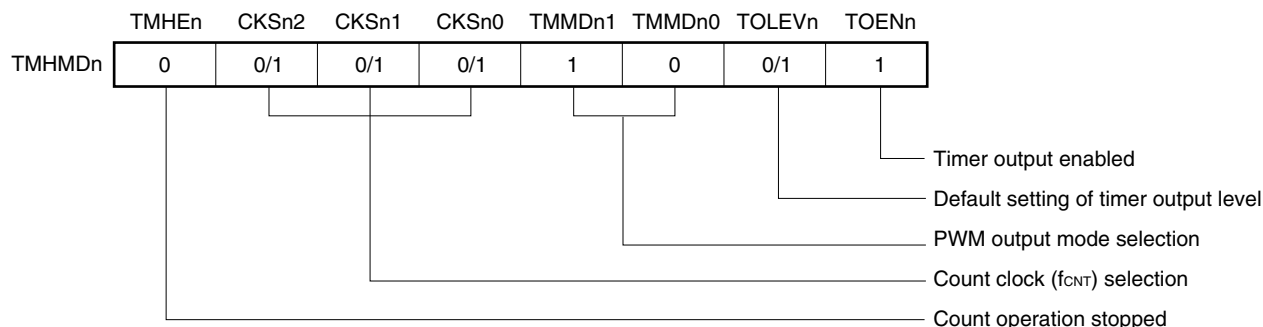 TMHEn CKSn2 CKSn1 CKSn0 TMMDn1 TMMDn0 TOLEVn TOENn
TMHMDn 0 0/1 0/1 0/1 1 0 0/1 1
Timer output enabled
Default setting of timer output level
PWM output mode selection
Count clock (fCNT) selection
Count operation stopped